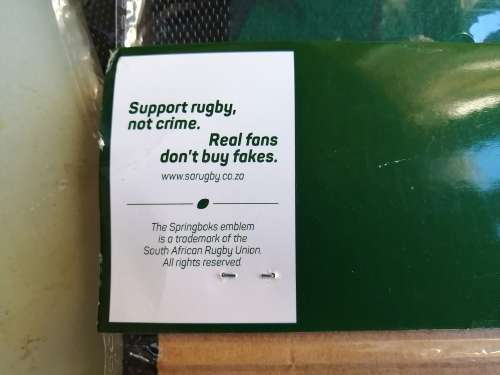 Support rugby,
not crime.
Real fans
don't buy fakes.
www.sarugby.co.za
The Springboks emblem
is a trademark of the
South African Rugby Union.
All rights reserved.